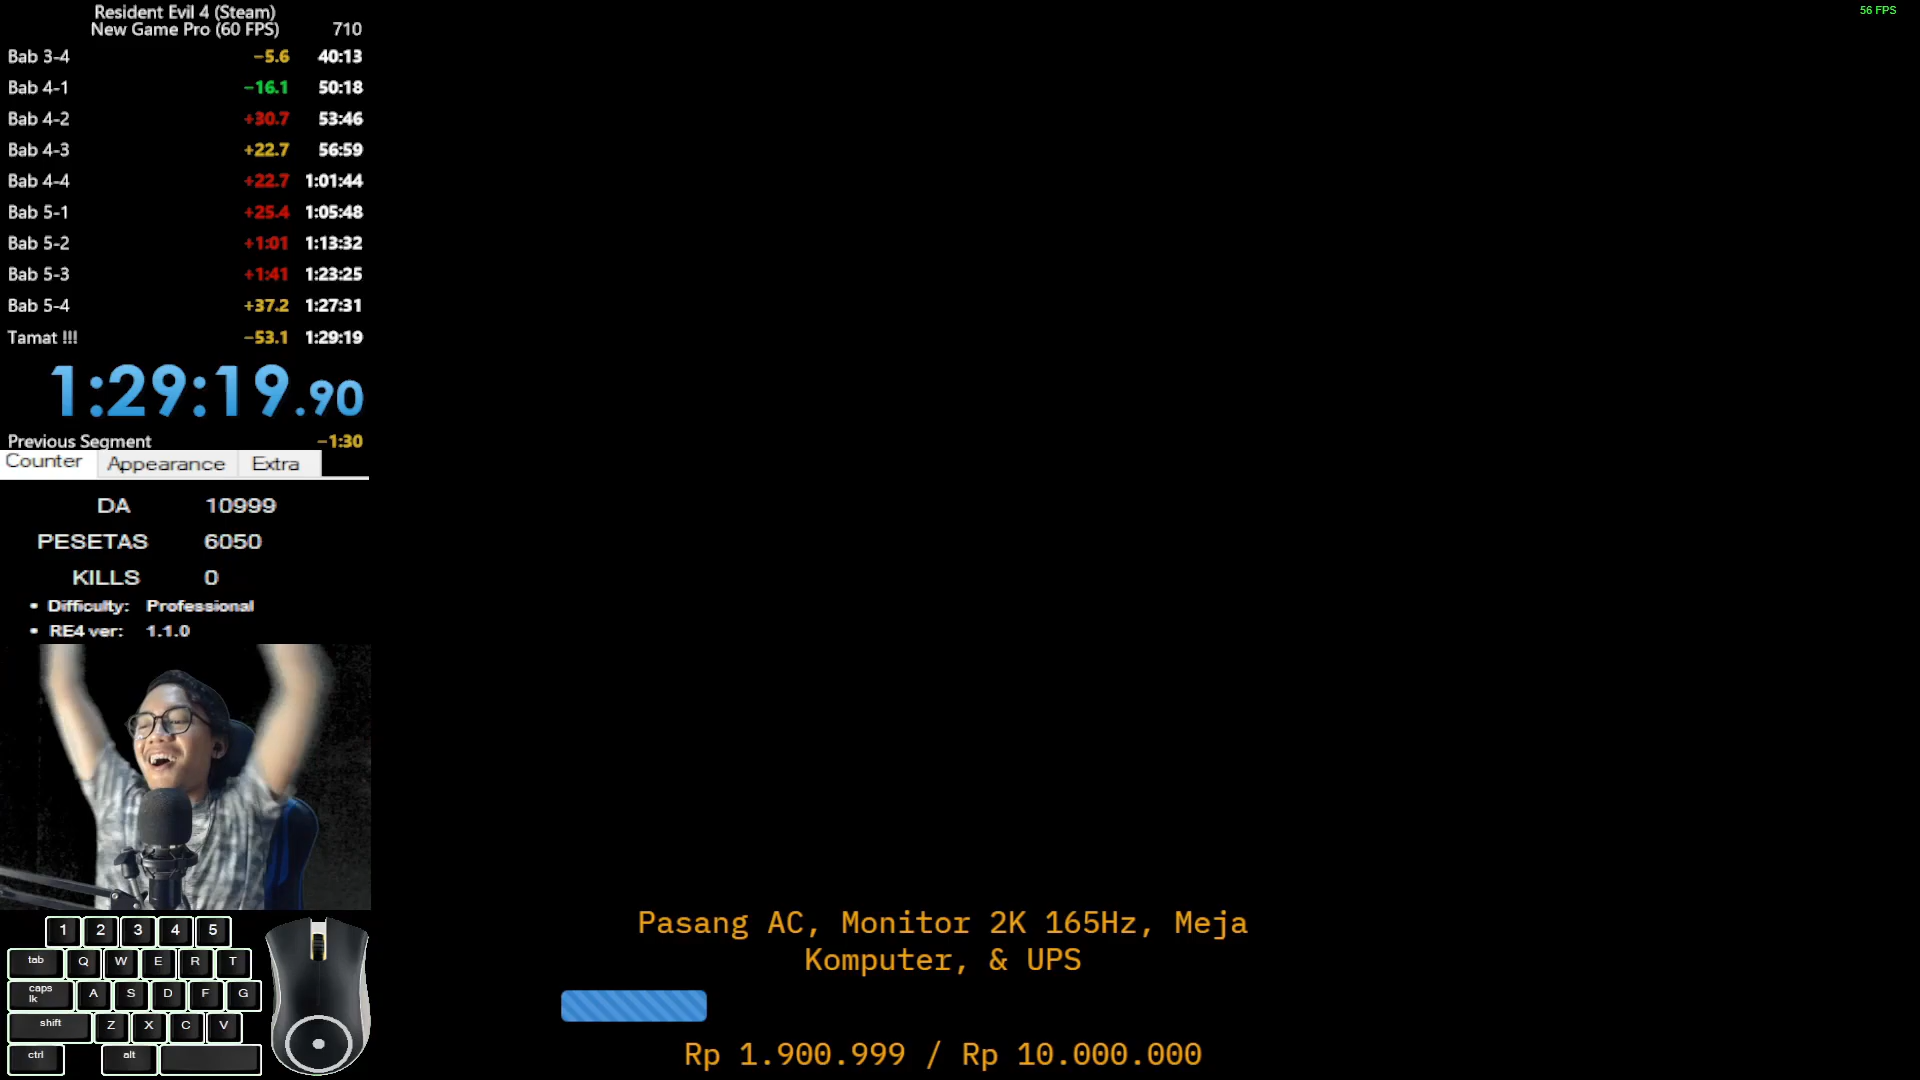 Resident Evil 4 (Steam)
New Game Pro (60 FPS) 710
Bab 3-4 −5.6 40:13
Bab 4-1 −16.1 50:18
Bab 4-2 +30.7 53:46
Bab 4-3 +22.7 56:59
Bab 4-4 +22.7 1:01:44
Bab 5-1 +25.4 1:05:48
Bab 5-2 +1:01 1:13:32
Bab 5-3 +1:41 1:23:25
Bab 5-4 +37.2 1:27:31
Tamat !!! −53.1 1:29:19
1:29:19.90
Previous Segment −1:30
Counter Appearance Extra
DA 10999
PESETAS 6050
KILLS 0
• Difficulty: Professional
• RE4 ver: 1.1.0
1 2 3 4 5
tab Q W E R T
caps lk A S D F G
shift Z X C V
ctrl alt
56 FPS
Pasang AC, Monitor 2K 165Hz, Meja
Komputer, & UPS
Rp 1.900.999 / Rp 10.000.000